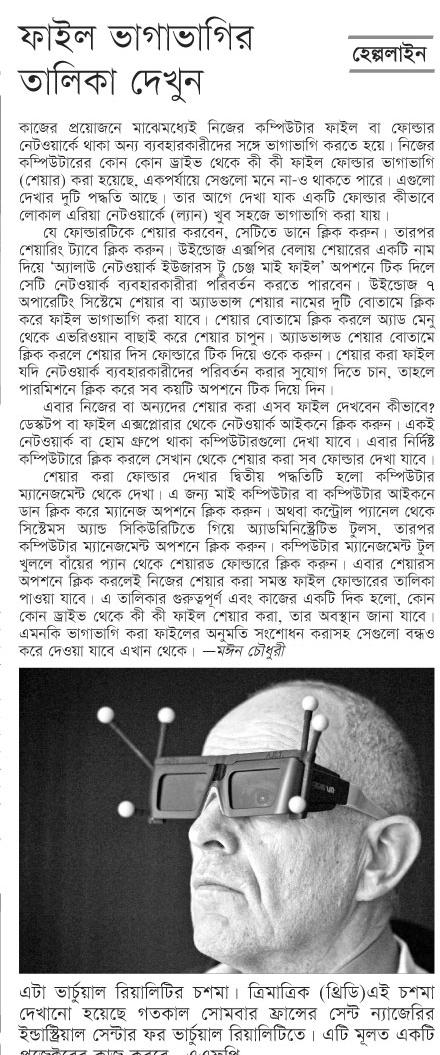 ফাইল ভাগাভাগির
তালিকা দেখুন
হেল্পলাইন
কাজের প্রয়োজনে মাঝেমধ্যেই নিজের কম্পিউটার ফাইল বা ফোল্ডার
নেটওয়ার্কে থাকা অন্য ব্যবহারকারীদের সঙ্গে ভাগাভাগি করতে হয়। নিজের
কম্পিউটারের কোন কোন ড্রাইভ থেকে কী কী ফাইল ফোল্ডার ভাগাভাগি
(শেয়ার) করা হয়েছে, একপর্যায়ে সেগুলো মনে না-ও থাকতে পারে। এগুলো
দেখার দুটি পদ্ধতি আছে। তার আগে দেখা যাক একটি ফোল্ডার কীভাবে
লোকাল এরিয়া নেটওয়ার্কে (ল্যান) খুব সহজে ভাগাভাগি করা যায়।
যে ফোল্ডারটিকে শেয়ার করবেন, সেটিতে ডানে ক্লিক করুন। তারপর
শেয়ারিং ট্যাবে ক্লিক করুন। উইন্ডোজ এক্সপির বেলায় শেয়ারের একটি নাম
দিয়ে ‘অ্যালাউ নেটওয়ার্ক ইউজারস টু চেঞ্জ মাই ফাইল’ অপশনে টিক দিলে
সেটি নেটওয়ার্ক ব্যবহারকারীরা পরিবর্তন করতে পারবেন। উইন্ডোজ ৭
অপারেটিং সিস্টেমে শেয়ার বা অ্যাডভান্স শেয়ার নামের দুটি বোতামে ক্লিক
করে ফাইল ভাগাভাগি করা যাবে। শেয়ার বোতামে ক্লিক করলে অ্যাড মেনু
থেকে এভরিওয়ান বাছাই করে শেয়ার চাপুন। অ্যাডভান্সড শেয়ার বোতামে
ক্লিক করলে শেয়ার দিস ফোল্ডারে টিক দিয়ে ওকে করুন। শেয়ার করা ফাইল
যদি নেটওয়ার্ক ব্যবহারকারীদের পরিবর্তন করার সুযোগ দিতে চান, তাহলে
পারমিশনে ক্লিক করে সব কয়টি অপশনে টিক দিয়ে দিন।
এবার নিজের বা অন্যদের শেয়ার করা এসব ফাইল দেখবেন কীভাবে?
ডেস্কটপ বা ফাইল এক্সপ্লোরার থেকে নেটওয়ার্ক আইকনে ক্লিক করুন। একই
নেটওয়ার্ক বা হোম গ্রুপে থাকা কম্পিউটারগুলো দেখা যাবে। এবার নির্দিষ্ট
কম্পিউটারে ক্লিক করলে সেখান থেকে শেয়ার করা সব ফোল্ডার দেখা যাবে।
শেয়ার করা ফোল্ডার দেখার দ্বিতীয় পদ্ধতিটি হলো কম্পিউটার
ম্যানেজমেন্ট থেকে দেখা। এ জন্য মাই কম্পিউটার বা কম্পিউটার আইকনে
ডান ক্লিক করে ম্যানেজ অপশনে ক্লিক করুন। অথবা কন্ট্রোল প্যানেল থেকে
সিস্টেমস অ্যান্ড সিকিউরিটিতে গিয়ে অ্যাডমিনিস্ট্রেটিভ টুলস, তারপর
কম্পিউটার ম্যানেজমেন্ট অপশনে ক্লিক করুন। কম্পিউটার ম্যানেজমেন্ট টুল
খুললে বাঁয়ের প্যান থেকে শেয়ারড ফোল্ডারে ক্লিক করুন। এবার শেয়ারস
অপশনে ক্লিক করলেই নিজের শেয়ার করা সমস্ত ফাইল ফোল্ডারের তালিকা
পাওয়া যাবে। এ তালিকার গুরুত্বপূর্ণ এবং কাজের একটি দিক হলো, কোন
কোন ড্রাইভ থেকে কী কী ফাইল শেয়ার করা, তার অবস্থান জানা যাবে।
এমনকি ভাগাভাগি করা ফাইলের অনুমতি সংশোধন করাসহ সেগুলো বন্ধও
করে দেওয়া যাবে এখান থেকে। —মঈন চৌধুরী
এটা ভার্চুয়াল রিয়ালিটির চশমা। ত্রিমাত্রিক (থ্রিডি)এই চশমা
দেখানো হয়েছে গতকাল সোমবার ফ্রান্সের সেন্ট ন্যাজেরির
ইন্ডাস্ট্রিয়াল সেন্টার ফর ভার্চুয়াল রিয়ালিটিতে। এটি মূলত একটি